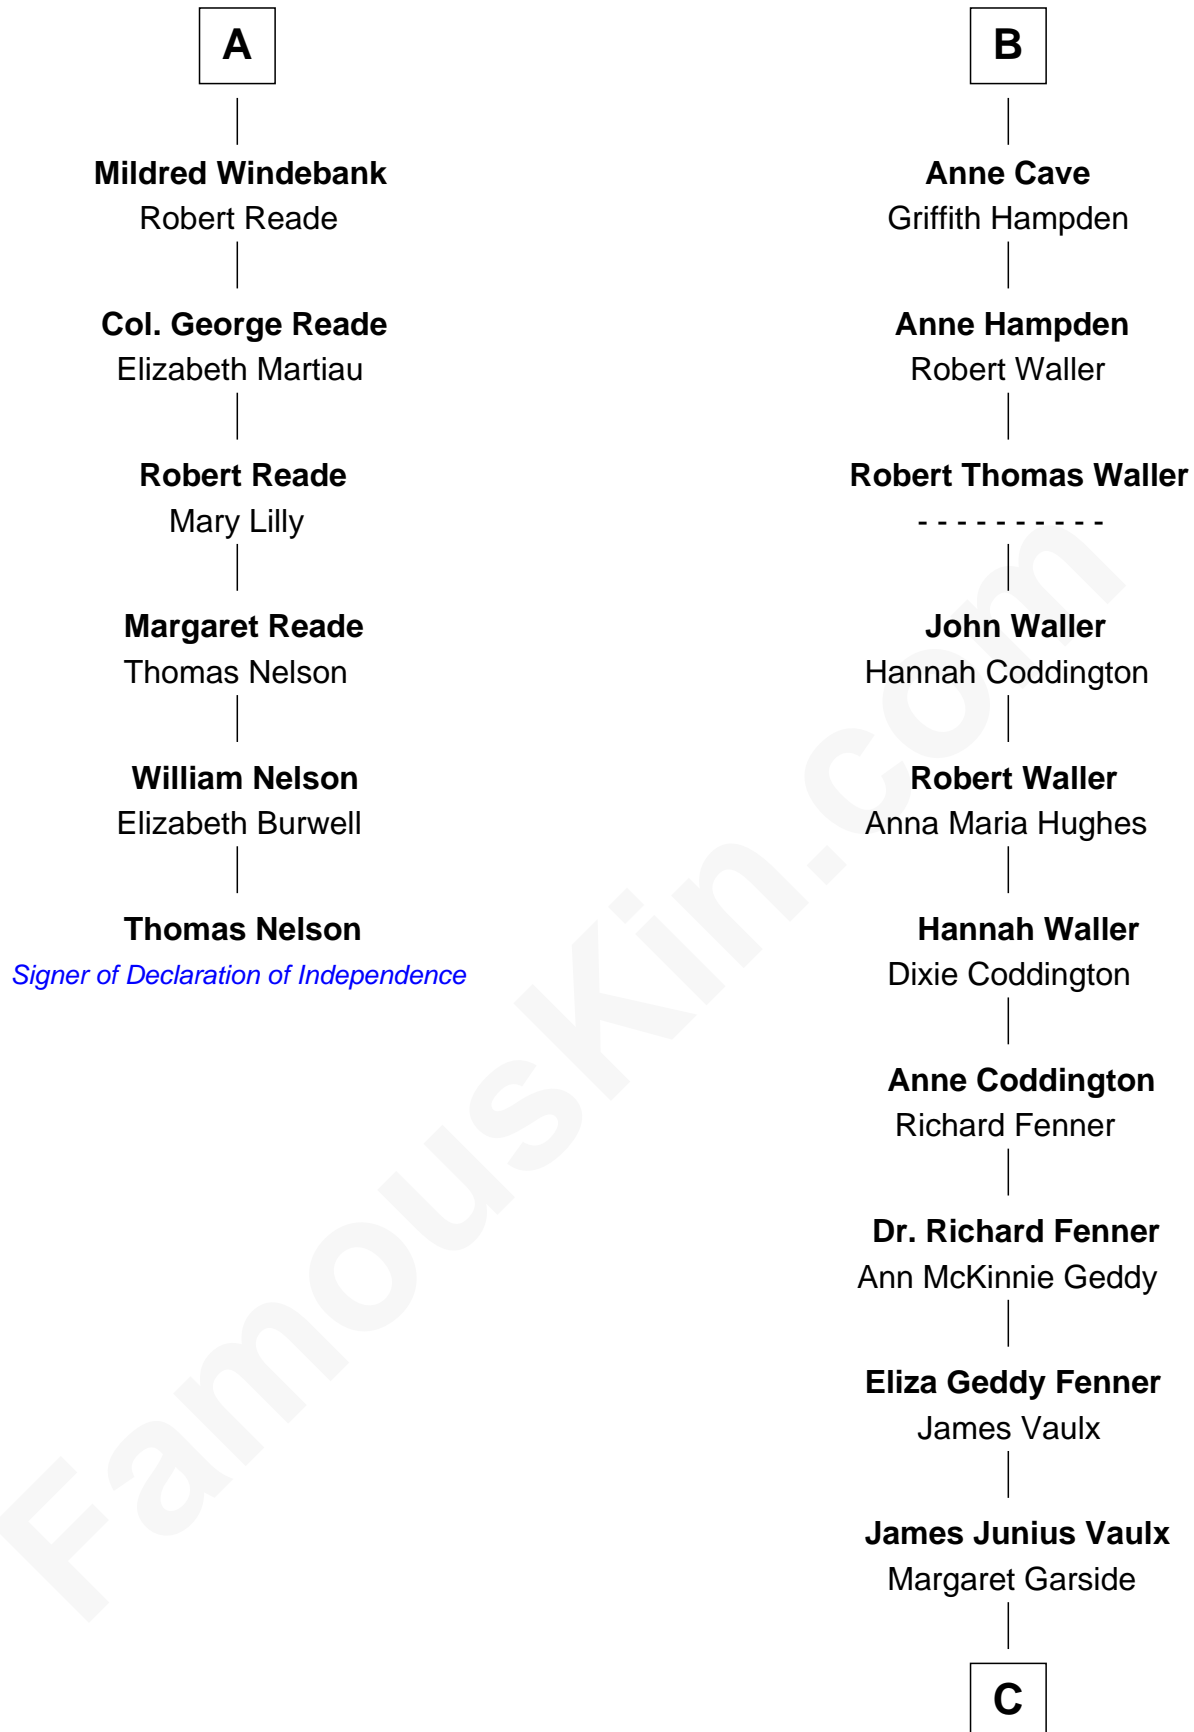 A
Mildred Windebank
Robert Reade
Col. George Reade
Elizabeth Martiau
Robert Reade
Mary Lilly
Margaret Reade
Thomas Nelson
William Nelson
Elizabeth Burwell
Thomas Nelson
Signer of Declaration of Independence
B
Anne Cave
Griffith Hampden
Anne Hampden
Robert Waller
Robert Thomas Waller
- - - - - - - - - -
John Waller
Hannah Coddington
Robert Waller
Anna Maria Hughes
Hannah Waller
Dixie Coddington
Anne Coddington
Richard Fenner
Dr. Richard Fenner
Ann McKinnie Geddy
Eliza Geddy Fenner
James Vaulx
James Junius Vaulx
Margaret Garside
C
FamousKin.com